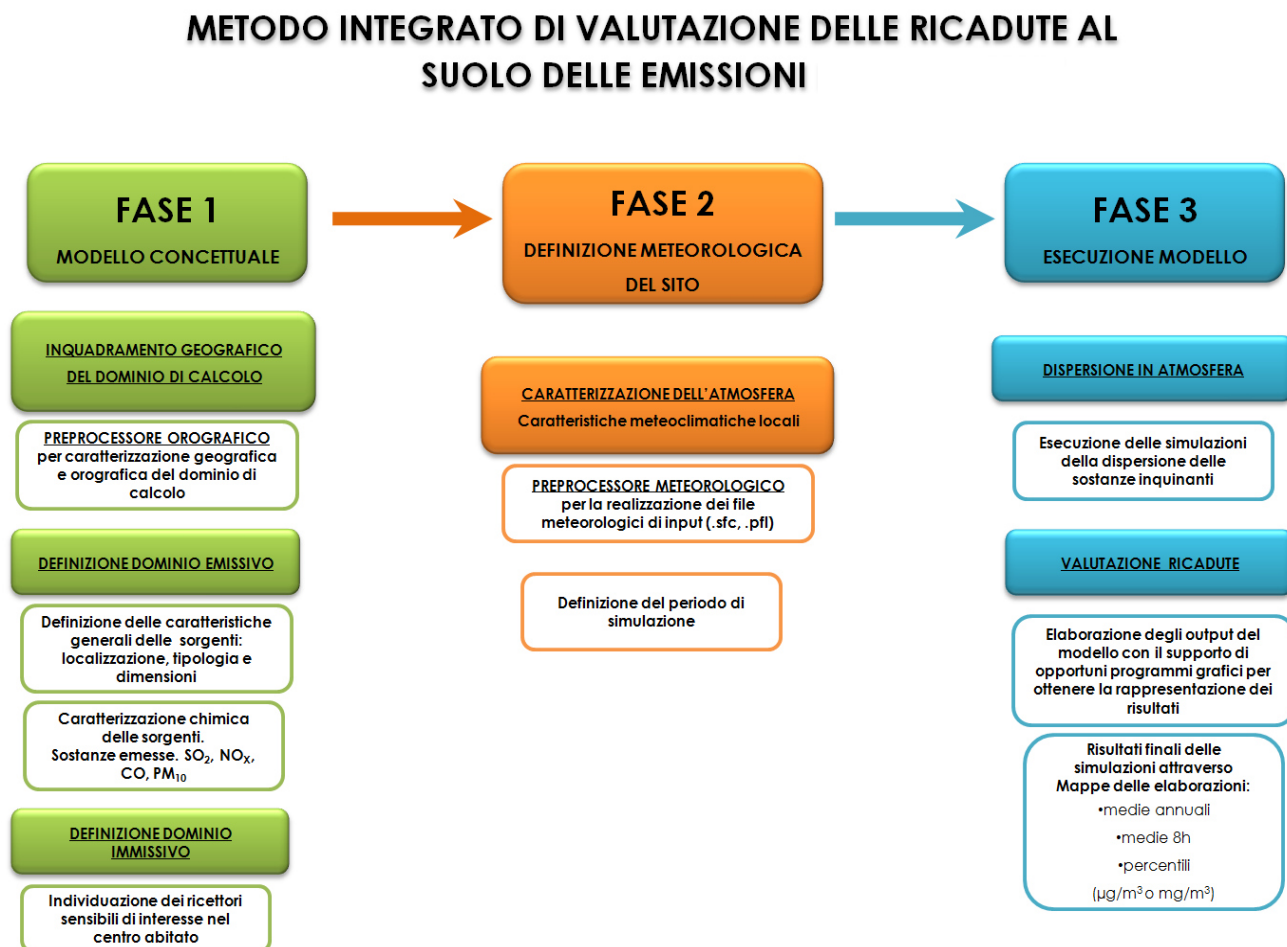 METODO INTEGRATO DI VALUTAZIONE DELLE RICADUTE AL
SUOLO DELLE EMISSIONI
FASE 1
MODELLO CONCETTUALE
INQUADRAMENTO GEOGRAFICO
DEL DOMINIO DI CALCOLO
PREPROCESSORE OROGRAFICO
per caratterizzazione geografica
e orografica del dominio di
calcolo
DEFINIZIONE DOMINIO EMISSIVO
Definizione delle caratteristiche
generali delle sorgenti:
localizzazione, tipologia e
dimensioni
Caratterizzazione chimica
delle sorgenti.
Sostanze emesse. SO₂, NOₓ,
CO, PM₁₀
DEFINIZIONE DOMINIO
IMMISSIVO
Individuazione dei ricettori
sensibili di interesse nel
centro abitato
FASE 2
DEFINIZIONE METEOROLOGICA
DEL SITO
CARATTERIZZAZIONE DELL'ATMOSFERA
Caratteristiche meteoclimatiche locali
PREPROCESSORE METEOROLOGICO
per la realizzazione dei file
meteorologici di input (.sfc, .pfl)
Definizione del periodo di
simulazione
FASE 3
ESECUZIONE MODELLO
DISPERSIONE IN ATMOSFERA
Esecuzione delle simulazioni
della dispersione delle
sostanze inquinanti
VALUTAZIONE RICADUTE
Elaborazione degli output del
modello con il supporto di
opportuni programmi grafici per
ottenere la rappresentazione dei
risultati
Risultati finali delle
simulazioni attraverso
Mappe delle elaborazioni:
•medie annuali
•medie 8h
•percentili
(µg/m³ o mg/m³)